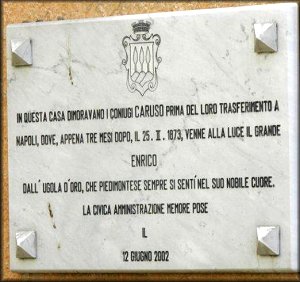 IN QUESTA CASA DIMORAVANO I CONIUGI CARUSO PRIMA DEL LORO TRASFERIMENTO A
NAPOLI, DOVE, APPENA TRE MESI DOPO, IL 25. II. 1873, VENNE ALLA LUCE IL GRANDE
ENRICO
DALL'UGOLA D'ORO, CHE PIEDIMONTESE SEMPRE SI SENTÍ NEL SUO NOBILE CUORE.
LA CIVICA AMMINISTRAZIONE MEMORE POSE
IL
12 GIUGNO 2002